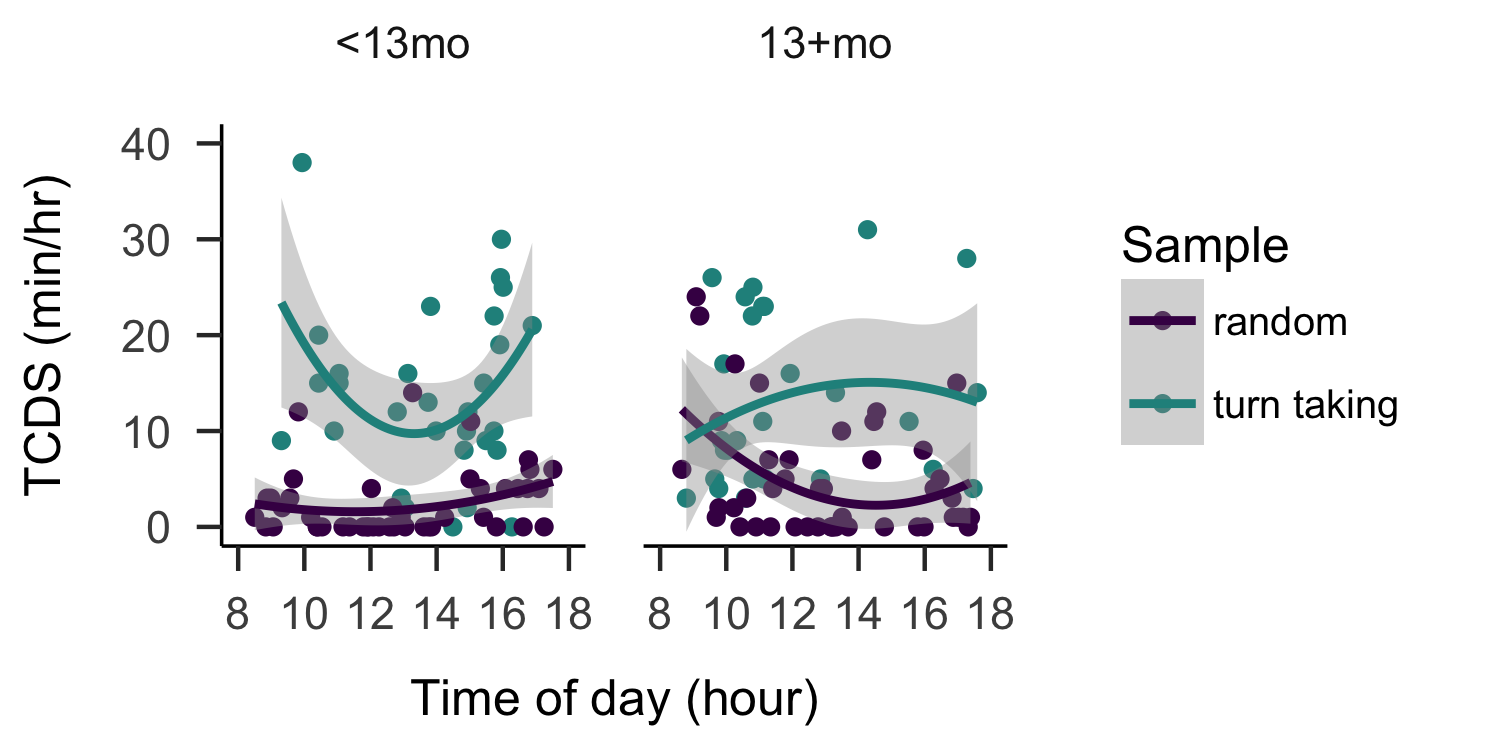 <13mo 13+mo
TCDS (min/hr)
40
30
20
10
0
8 10 12 14 16 18 8 10 12 14 16 18
Time of day (hour)
Sample
random
turn taking